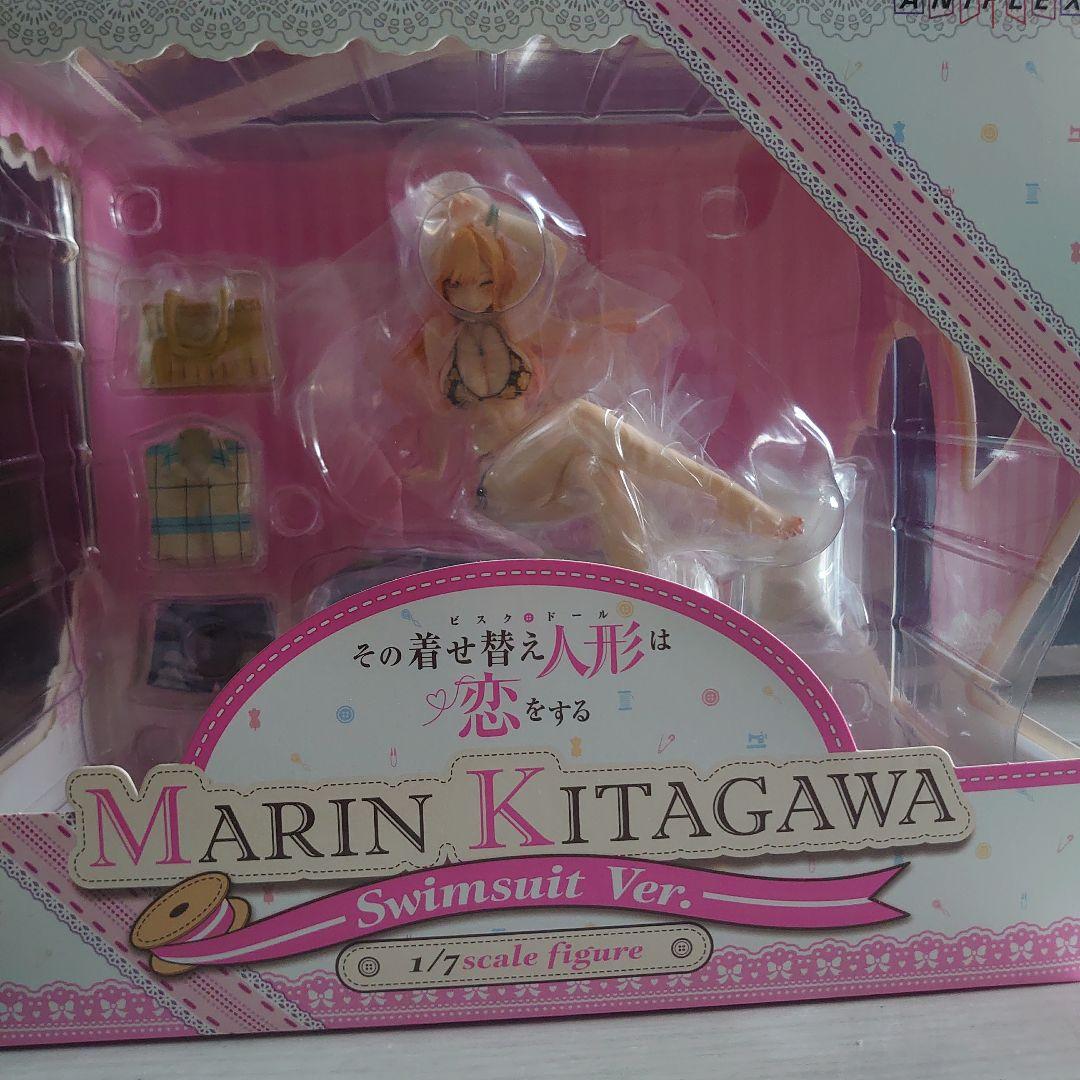 ANIPLEX
ビスク・ドール
その着せ替え人形は
恋をする
MARIN KITAGAWA
Swimsuit Ver.
1/7 scale figure